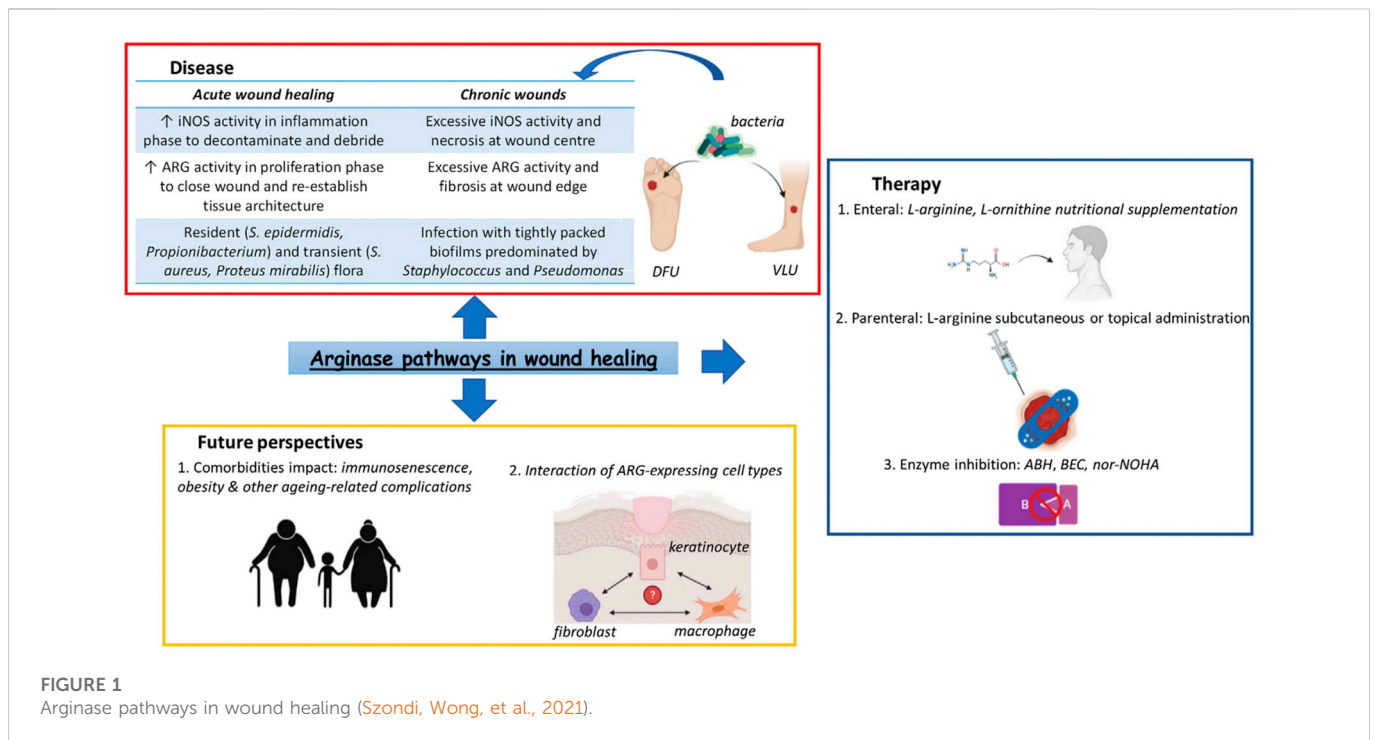 Disease
Acute wound healing
Chronic wounds
↑ iNOS activity in inflammation
phase to decontaminate and debride
Excessive iNOS activity and
necrosis at wound centre
↑ ARG activity in proliferation phase
to close wound and re-establish
tissue architecture
Excessive ARG activity and
fibrosis at wound edge
Resident (S. epidermidis,
Propionibacterium) and transient (S.
aureus, Proteus mirabilis) flora
Infection with tightly packed
biofilms predominated by
Staphylococcus and Pseudomonas
bacteria
DFU
VLU
Arginase pathways in wound healing
Therapy
1. Enteral: L-arginine, L-ornithine nutritional supplementation
NH
H₂N
N
H
O
OH
NH₂
2. Parenteral: L-arginine subcutaneous or topical administration
3. Enzyme inhibition: ABH, BEC, nor-NOHA
B
A
Future perspectives
1. Comorbidities impact: immunosenescence,
obesity & other ageing-related complications
2. Interaction of ARG-expressing cell types
keratinocyte
?
fibroblast
macrophage
FIGURE 1
Arginase pathways in wound healing (Szondi, Wong, et al., 2021).